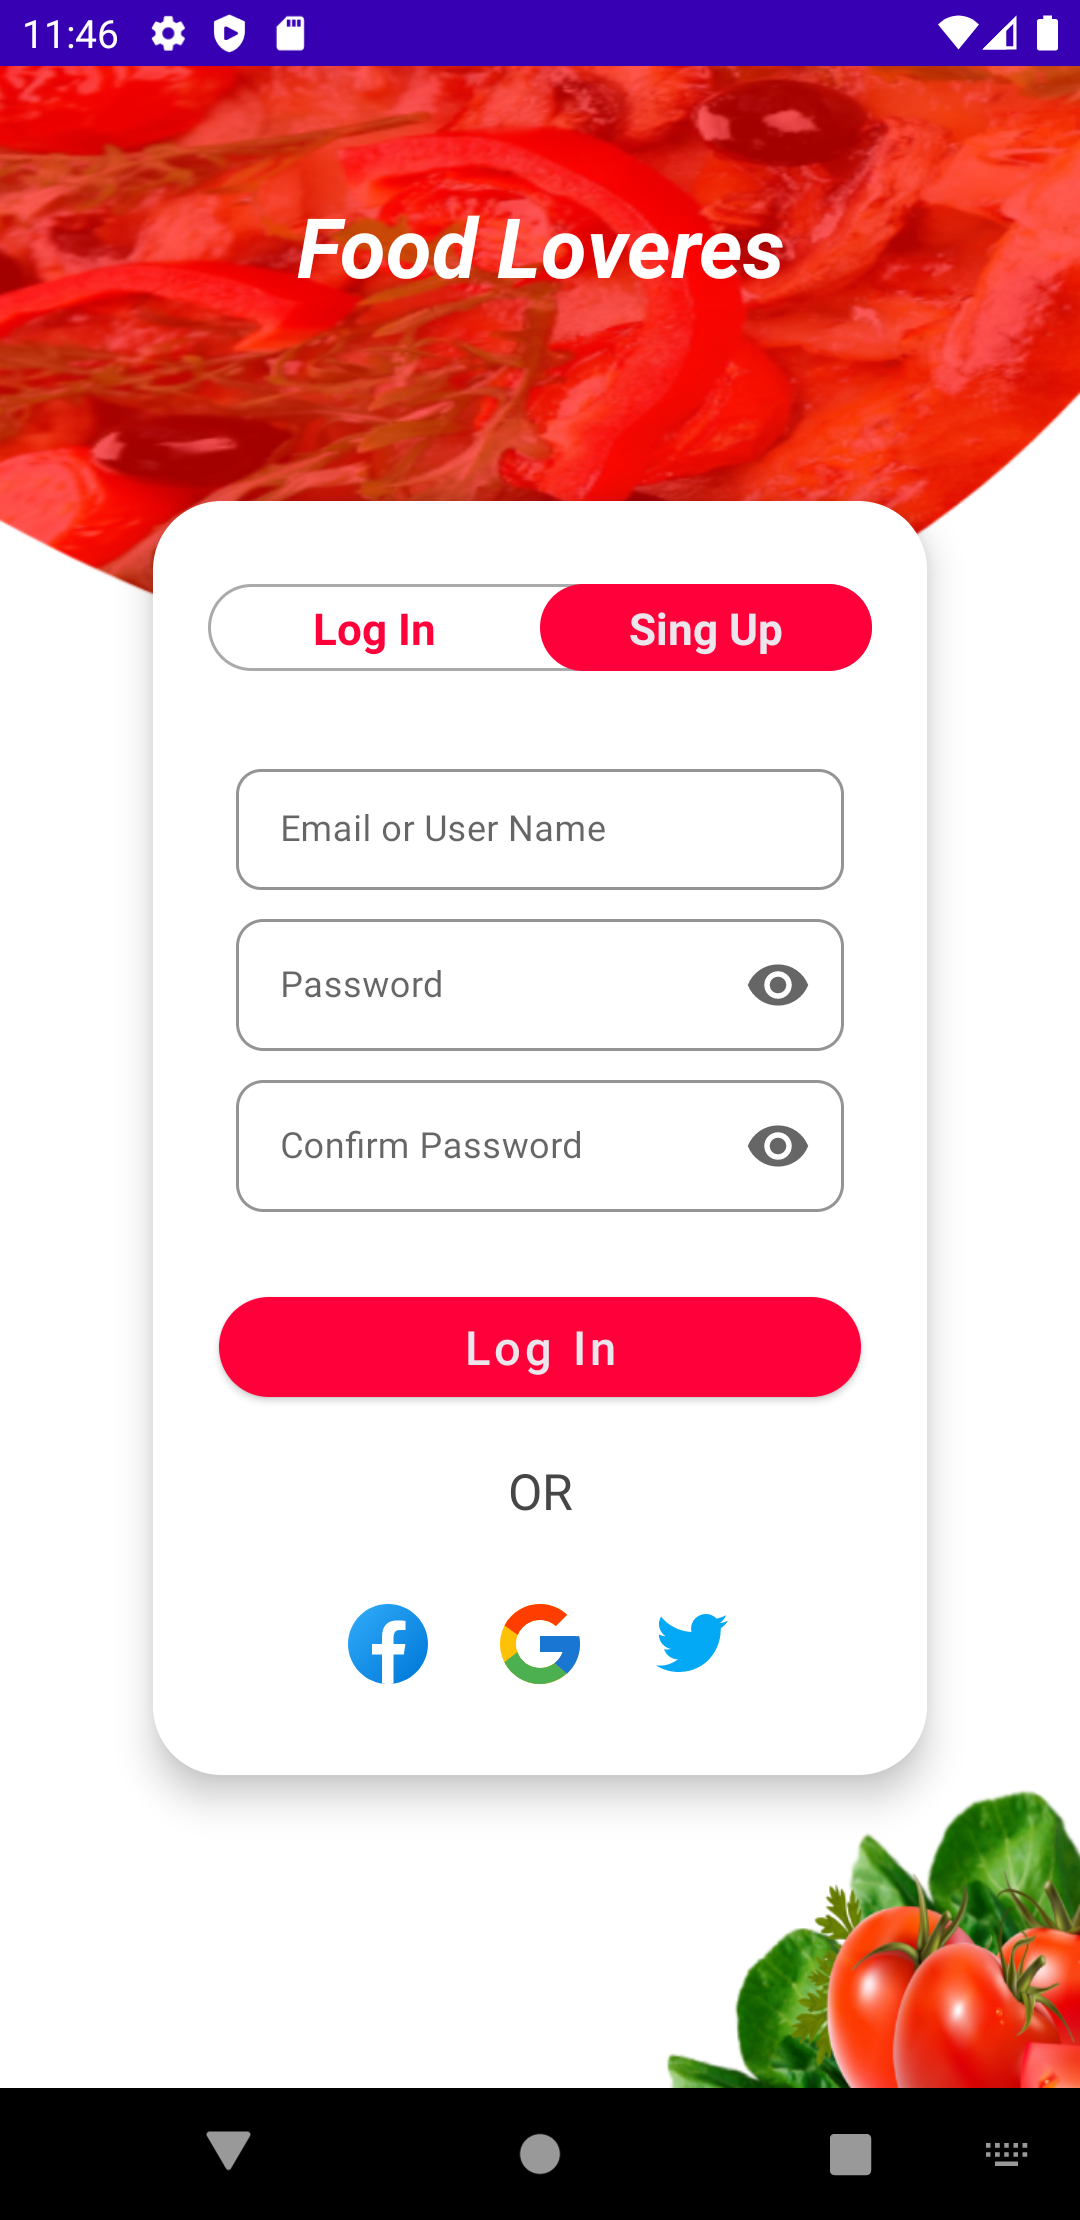 11:46
Food Loveres
Log In
Sing Up
Email or User Name
Password
Confirm Password
Log In
OR